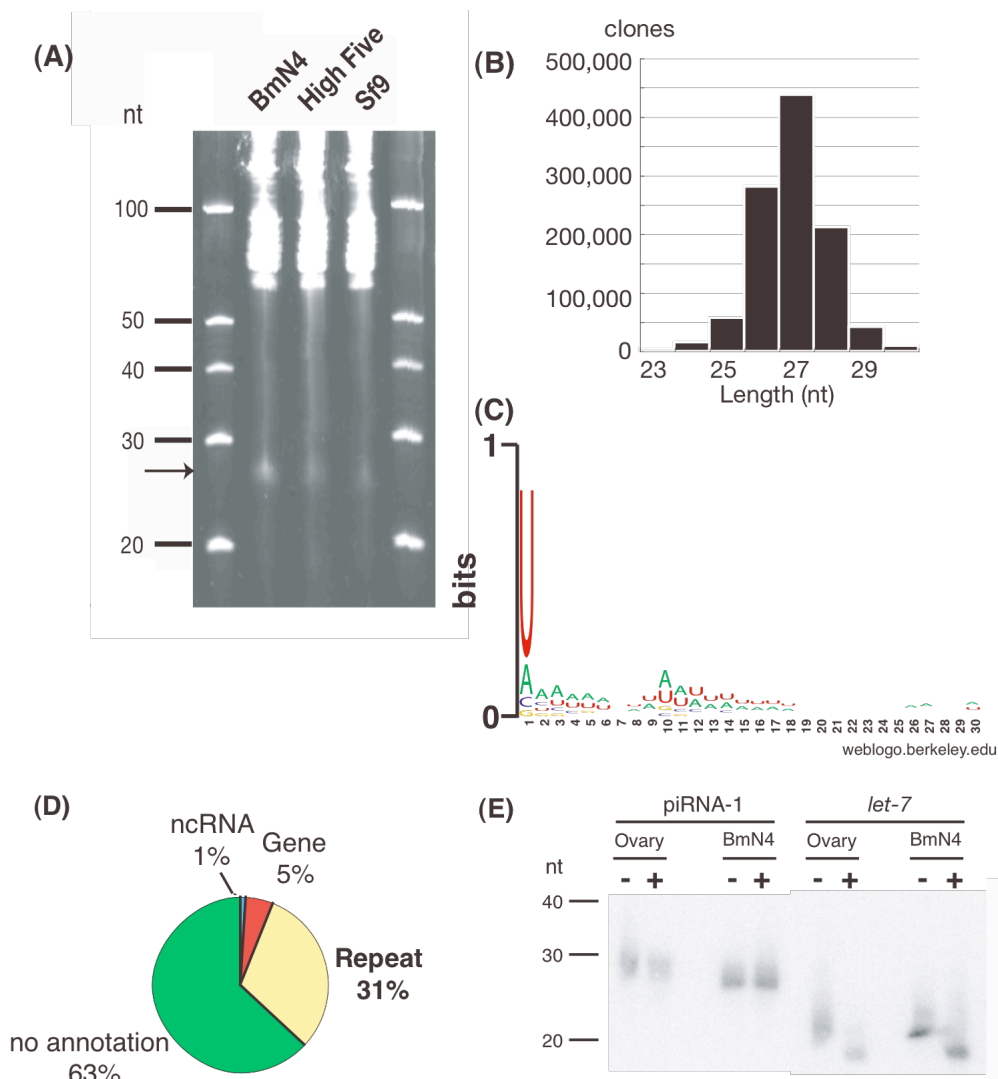 (A)
BmN4
High Five
Sf9
nt
100
50
40
30
20
(B)
clones
500,000
400,000
300,000
200,000
100,000
0
23 25 27 29
Length (nt)
(C)
1
bits
0
1 2 3 4 5 6 7 8 9 10 11 12 13 14 15 16 17 18 19 20 21 22 23 24 25 26 27 28 29 30
weblogo.berkeley.edu
(D)
ncRNA
1%
Gene
5%
Repeat
31%
no annotation
63%
(E)
piRNA-1 let-7
Ovary BmN4 Ovary BmN4
nt
- + - + - + - +
40
30
20